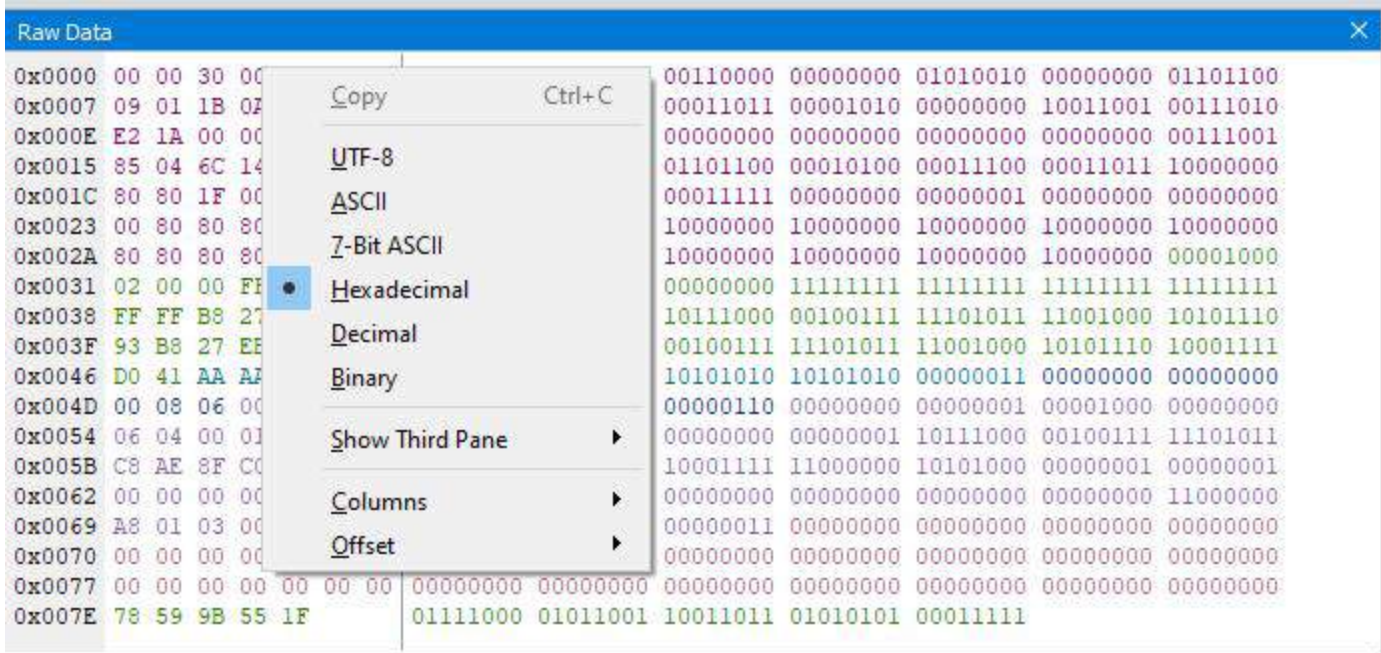 Raw Data
0x0000 00 00 30 00 00110000 00000000 01010010 00000000 01101100
0x0007 09 01 1B 0A 00011011 00001010 00000000 10011001 00111010
0x000E E2 1A 00 00 00000000 00000000 00000000 00000000 00111001
0x0015 85 04 6C 14 01101100 00010100 00011100 00011011 10000000
0x001C 80 80 1F 00 00011111 00000000 00000001 00000000 00000000
0x0023 00 80 80 80 10000000 10000000 10000000 10000000 10000000
0x002A 80 80 80 80 10000000 10000000 10000000 10000000 00001000
0x0031 02 00 00 FF 00000000 11111111 11111111 11111111 11111111
0x0038 FF FF B8 27 10111000 00100111 11101011 11001000 10101110
0x003F 93 B8 27 EB 00100111 11101011 11001000 10101110 10001111
0x0046 D0 41 AA AA 10101010 10101010 00000011 00000000 00000000
0x004D 00 08 06 00 00000110 00000000 00000001 00001000 00000000
0x0054 06 04 00 01 00000000 00000001 10111000 00100111 11101011
0x005B C8 AE 8F C0 10001111 11000000 10101000 00000001 00000001
0x0062 00 00 00 00 00000000 00000000 00000000 00000000 11000000
0x0069 A8 01 03 00 00000011 00000000 00000000 00000000 00000000
0x0070 00 00 00 00 00000000 00000000 00000000 00000000 00000000
0x0077 00 00 00 00 00 00 00 00000000 00000000 00000000 00000000 00000000 00000000 00000000
0x007E 78 59 9B 55 1F 01111000 01011001 10011011 01010101 00011111
Copy Ctrl+C
UTF-8
ASCII
7-Bit ASCII
Hexadecimal
Decimal
Binary
Show Third Pane
Columns
Offset